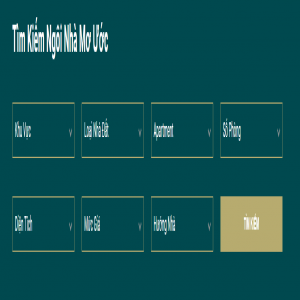 Tìm Kiếm Ngôi Nhà Mơ Ước
Khu Vực
Loại Nhà Đất
Apartment
Số Phòng
Diện Tích
Mức Giá
Hướng Nhà
TÌM KIẾM